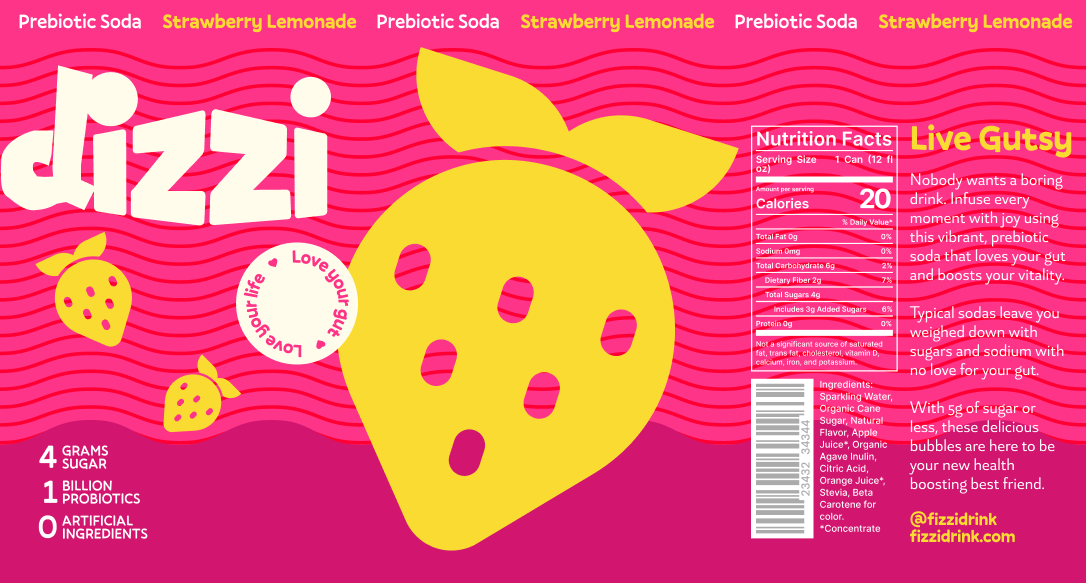 Prebiotic Soda Strawberry Lemonade Prebiotic Soda Strawberry Lemonade Prebiotic Soda Strawberry Lemonade
dizzi
Love your gut ♥ Love your life ♥
4 GRAMS
SUGAR
1 BILLION
PROBIOTICS
0 ARTIFICIAL
INGREDIENTS
Nutrition Facts
Serving Size 1 Can (12 fl
oz)
Amount per serving
Calories 20
% Daily Value*
Total Fat 0g 0%
Sodium 0mg 0%
Total Carbohydrate 6g 2%
Dietary Fiber 2g 7%
Total Sugars 4g
Includes 3g Added Sugars 6%
Protein 0g 0%
Not a significant source of saturated
fat, trans fat, cholesterol, vitamin D,
calcium, iron, and potassium.
23432 34344
Ingredients:
Sparkling Water,
Organic Cane
Sugar, Natural
Flavor, Apple
Juice*, Organic
Agave Inulin,
Citric Acid,
Orange Juice*,
Stevia, Beta
Carotene for
color.
*Concentrate
Live Gutsy
Nobody wants a boring
drink. Infuse every
moment with joy using
this vibrant, prebiotic
soda that loves your gut
and boosts your vitality.
Typical sodas leave you
weighed down with
sugars and sodium with
no love for your gut.
With 5g of sugar or
less, these delicious
bubbles are here to be
your new health
boosting best friend.
@fizzidrink
fizzidrink.com